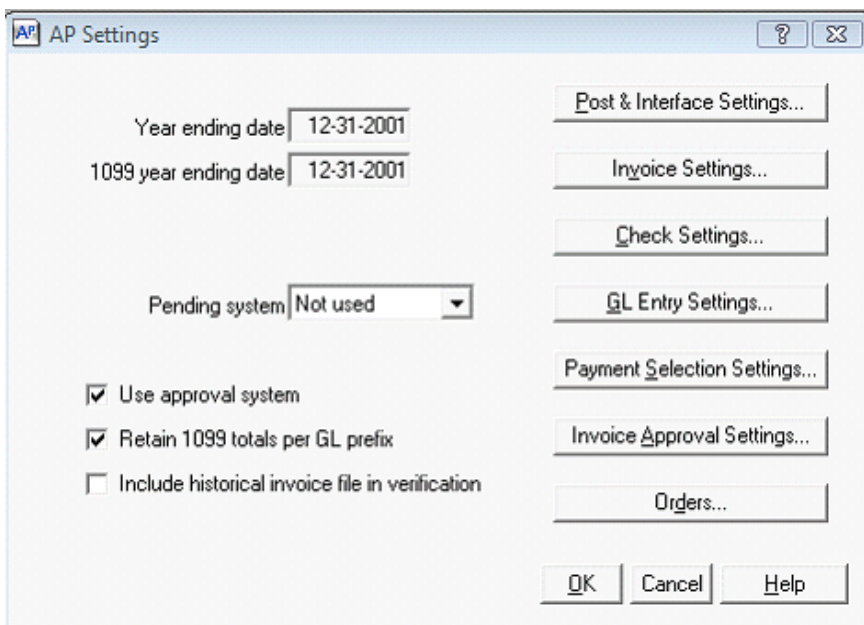 AP AP Settings
Year ending date 12-31-2001
1099 year ending date 12-31-2001
Pending system Not used
Use approval system
Retain 1099 totals per GL prefix
Include historical invoice file in verification
Post & Interface Settings...
Invoice Settings...
Check Settings...
GL Entry Settings...
Payment Selection Settings...
Invoice Approval Settings...
Orders...
OK Cancel Help